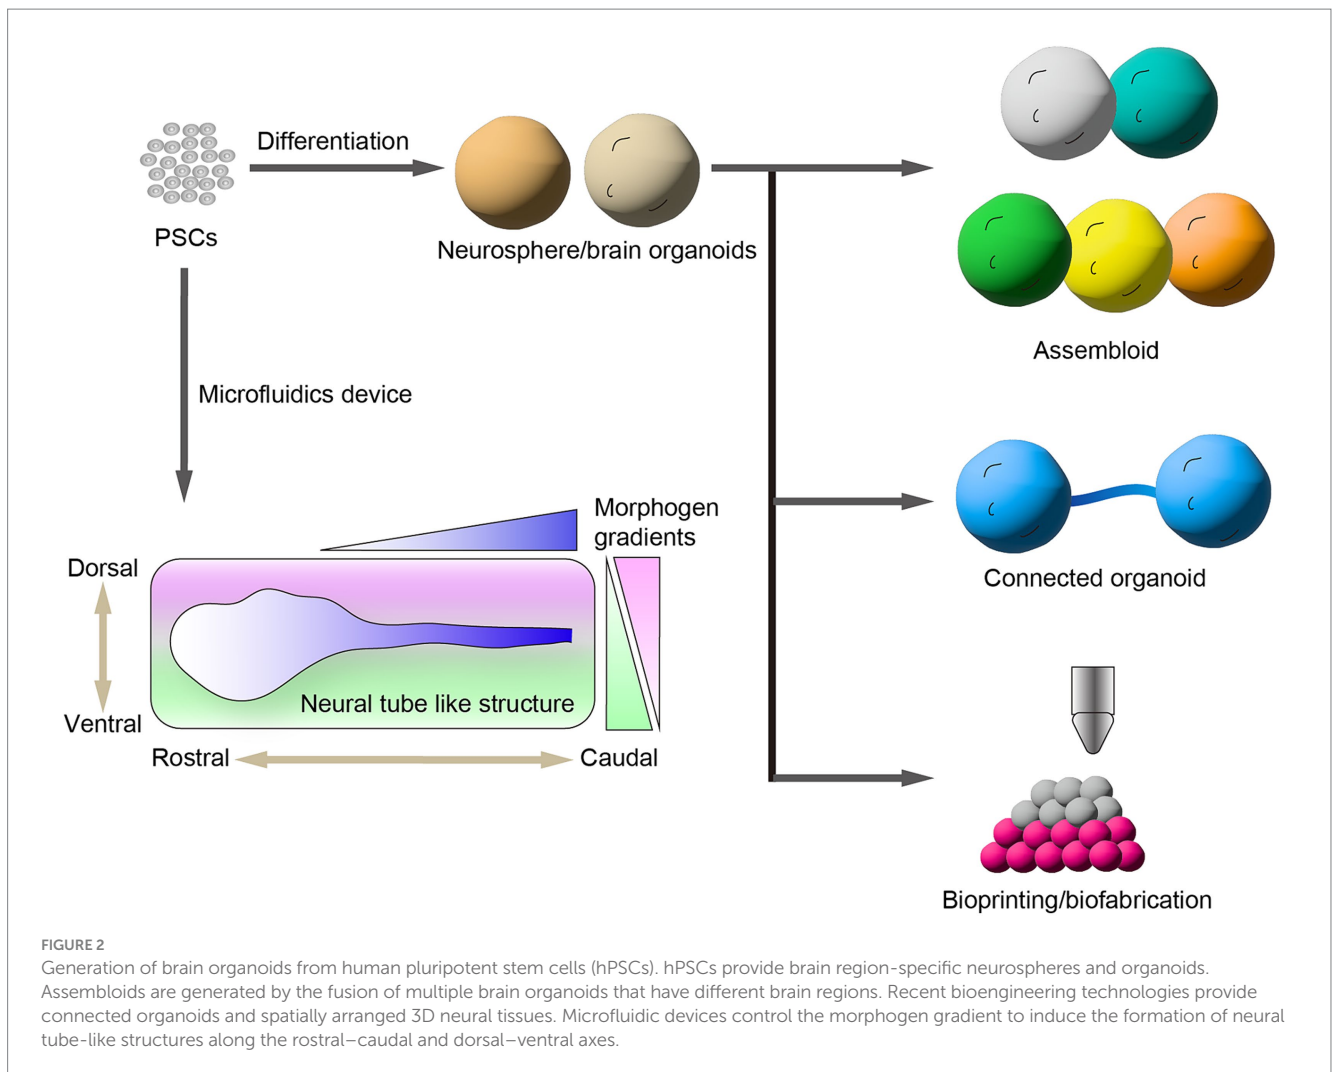 Differentiation
PSCs
Neurosphere/brain organoids
Assembloid
Microfluidics device
Morphogen
gradients
Dorsal
Ventral
Neural tube like structure
Rostral
Caudal
Connected organoid
Bioprinting/biofabrication
FIGURE 2
Generation of brain organoids from human pluripotent stem cells (hPSCs). hPSCs provide brain region-specific neurospheres and organoids.
Assembloids are generated by the fusion of multiple brain organoids that have different brain regions. Recent bioengineering technologies provide
connected organoids and spatially arranged 3D neural tissues. Microfluidic devices control the morphogen gradient to induce the formation of neural
tube-like structures along the rostral–caudal and dorsal–ventral axes.